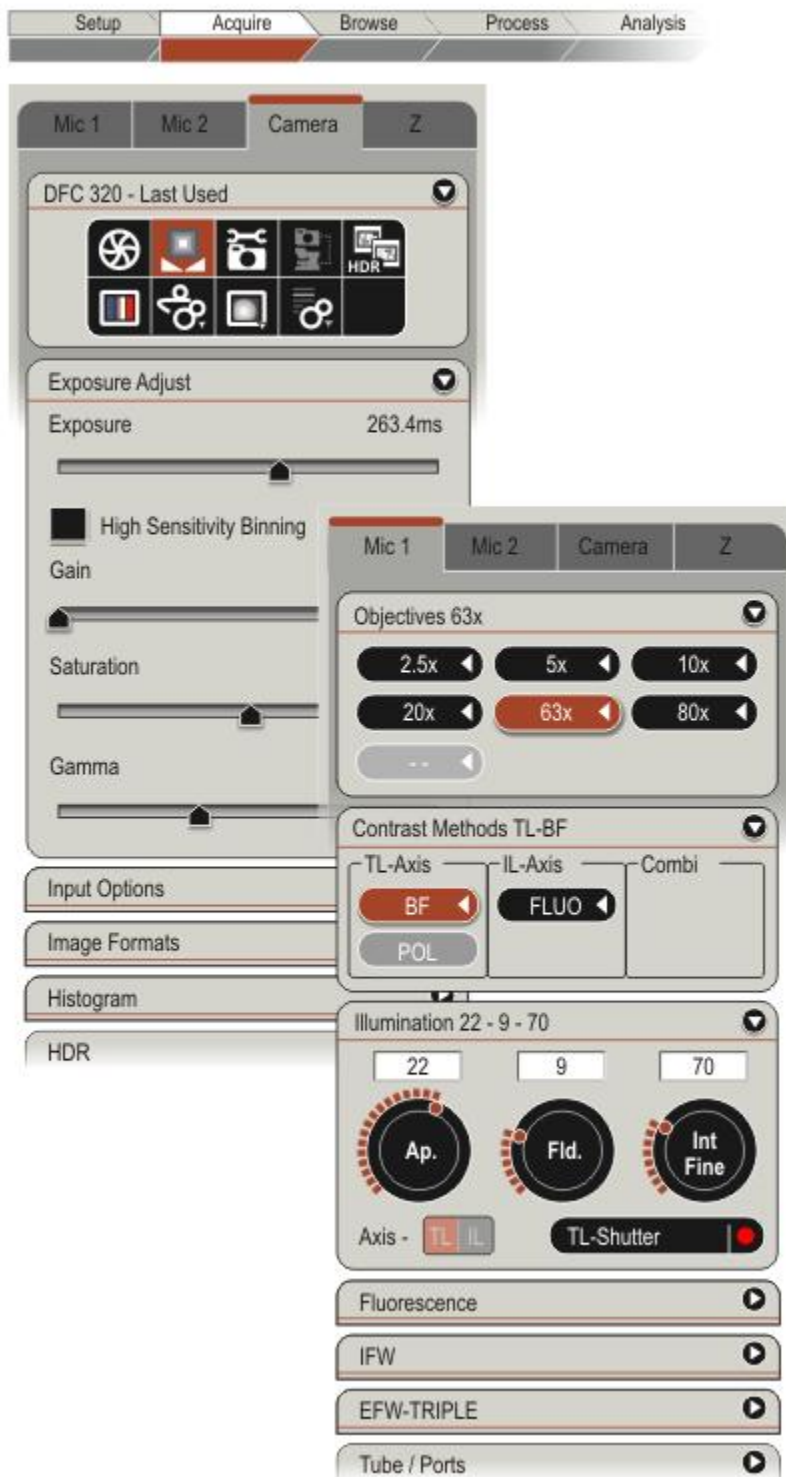 Setup Acquire Browse Process Analysis
Mic 1 Mic 2 Camera Z
DFC 320 - Last Used
HDR
Exposure Adjust
Exposure 263.4ms
High Sensitivity Binning
Gain
Saturation
Gamma
Input Options
Image Formats
Histogram
HDR
Mic 1 Mic 2 Camera Z
Objectives 63x
2.5x 5x 10x
20x 63x 80x
- -
Contrast Methods TL-BF
TL-Axis IL-Axis Combi
BF FLUO
POL
Illumination 22 - 9 - 70
22 9 70
Ap. Fld. Int
Fine
Axis - TL IL TL-Shutter
Fluorescence
IFW
EFW-TRIPLE
Tube / Ports